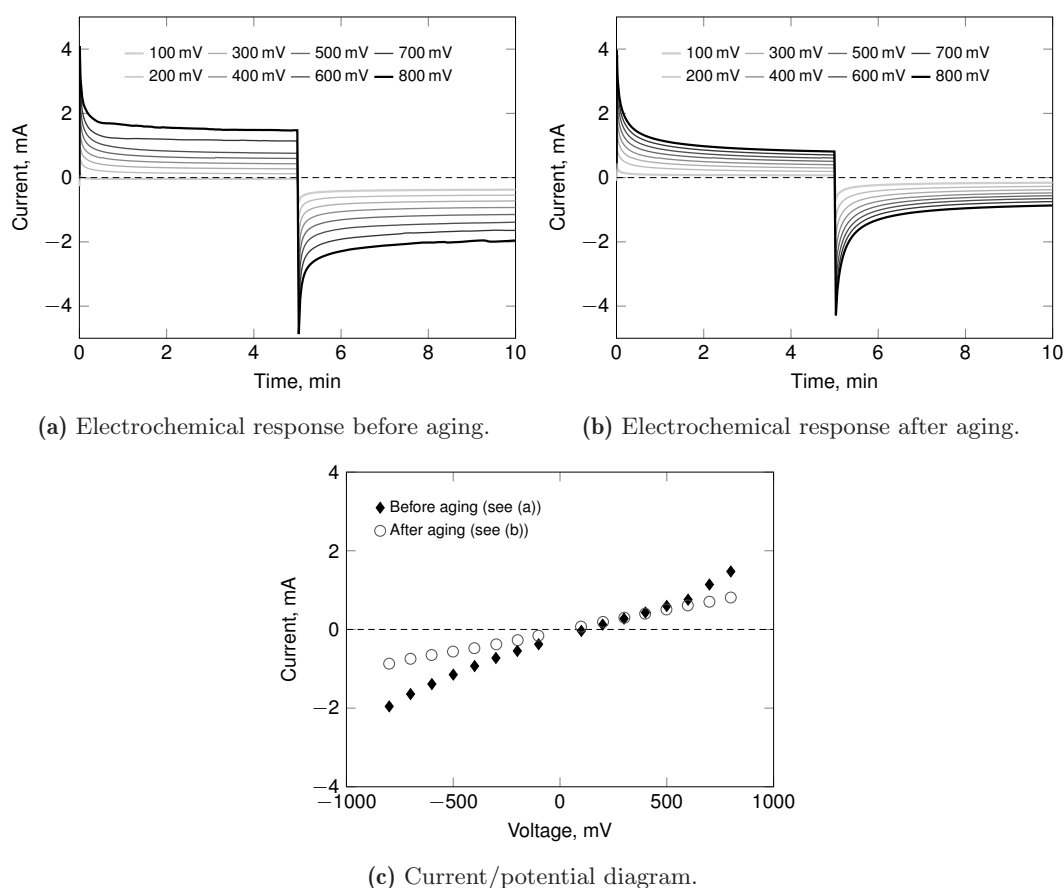 4
2
0
−2
−4
Current, mA
100 mV 300 mV 500 mV 700 mV
200 mV 400 mV 600 mV 800 mV
0 2 4 6 8 10
Time, min
(a) Electrochemical response before aging.
4
2
0
−2
−4
Current, mA
100 mV 300 mV 500 mV 700 mV
200 mV 400 mV 600 mV 800 mV
0 2 4 6 8 10
Time, min
(b) Electrochemical response after aging.
4
2
0
−2
−4
Current, mA
Before aging (see (a))
After aging (see (b))
−1000 −500 0 500 1000
Voltage, mV
(c) Current/potential diagram.